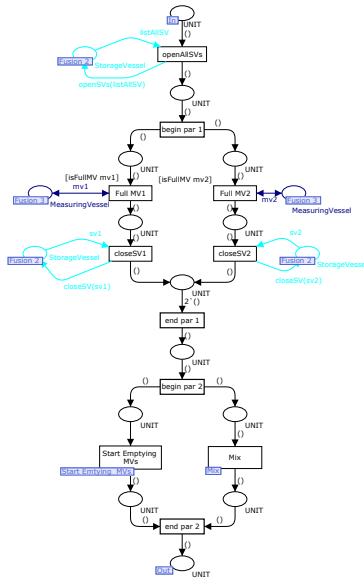 In
UNIT
()
listAllSV
openAllSVs
Fusion 2
StorageVessel
openSVs(listAllSV)
()
UNIT
()
begin par 1
()
()
UNIT
UNIT
[isFullMV mv1]
()
[isFullMV mv2]
()
mv1
Full MV1
Full MV2
mv2
Fusion 3
Fusion 3
MeasuringVessel
MeasuringVessel
()
()
UNIT
UNIT
sv1
()
()
sv2
closeSV1
closeSV2
Fusion 2
StorageVessel
Fusion 2
StorageVessel
closeSV(sv1)
closeSV(sv2)
()
()
UNIT
2`()
end par 1
()
UNIT
()
begin par 2
()
()
UNIT
UNIT
()
()
Start Emptying
MVs
Mix
Start Emtying MVs
Mix
()
()
UNIT
UNIT
()
()
end par 2
()
Out
UNIT